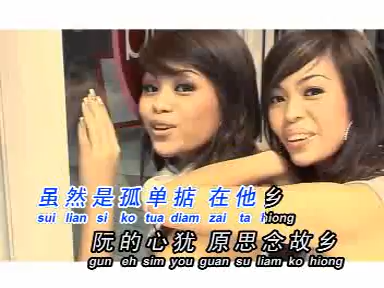 虽然是孤单掂 在他乡
sui lian si ko tua diam zai ta hiong
阮的心犹 原思念故乡
gun eh sim you guan su liam ko hiong